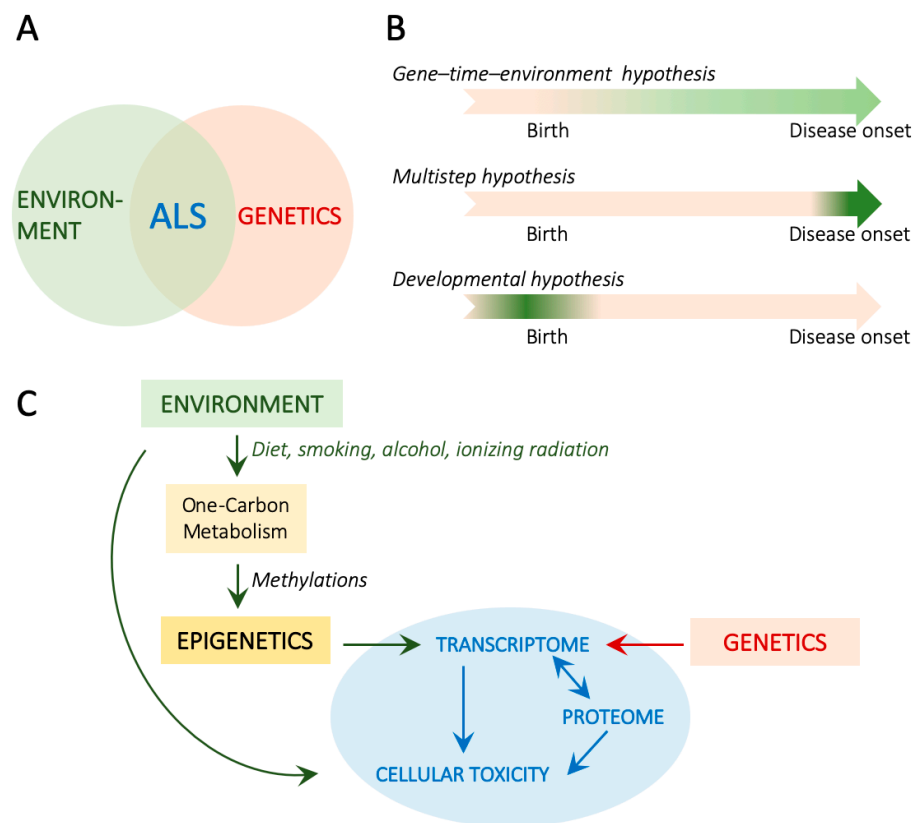 A
ENVIRON-
MENT
ALS
GENETICS
B
Gene–time–environment hypothesis
Birth
Disease onset
Multistep hypothesis
Birth
Disease onset
Developmental hypothesis
Birth
Disease onset
C
ENVIRONMENT
Diet, smoking, alcohol, ionizing radiation
One-Carbon
Metabolism
Methylations
EPIGENETICS
TRANSCRIPTOME
GENETICS
PROTEOME
CELLULAR TOXICITY